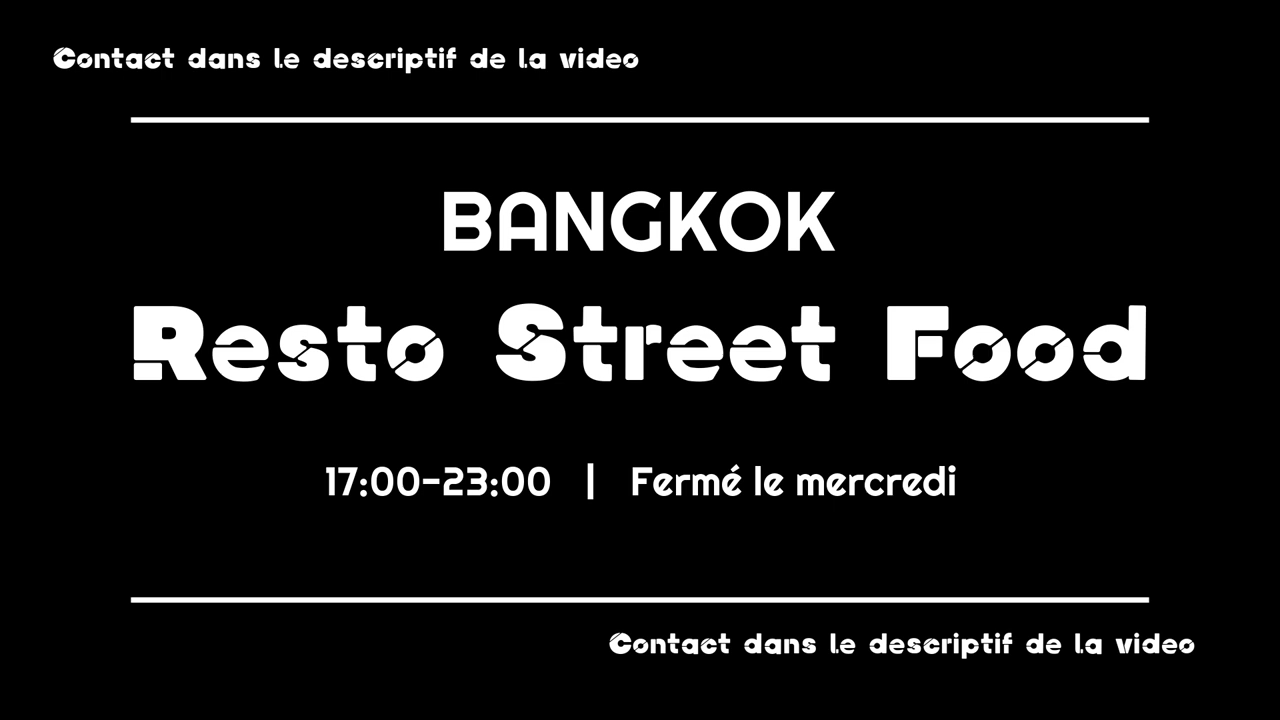 Contact dans le descriptif de la video
BANGKOK
Resto Street Food
17:00-23:00 | Fermé le mercredi
Contact dans le descriptif de la video